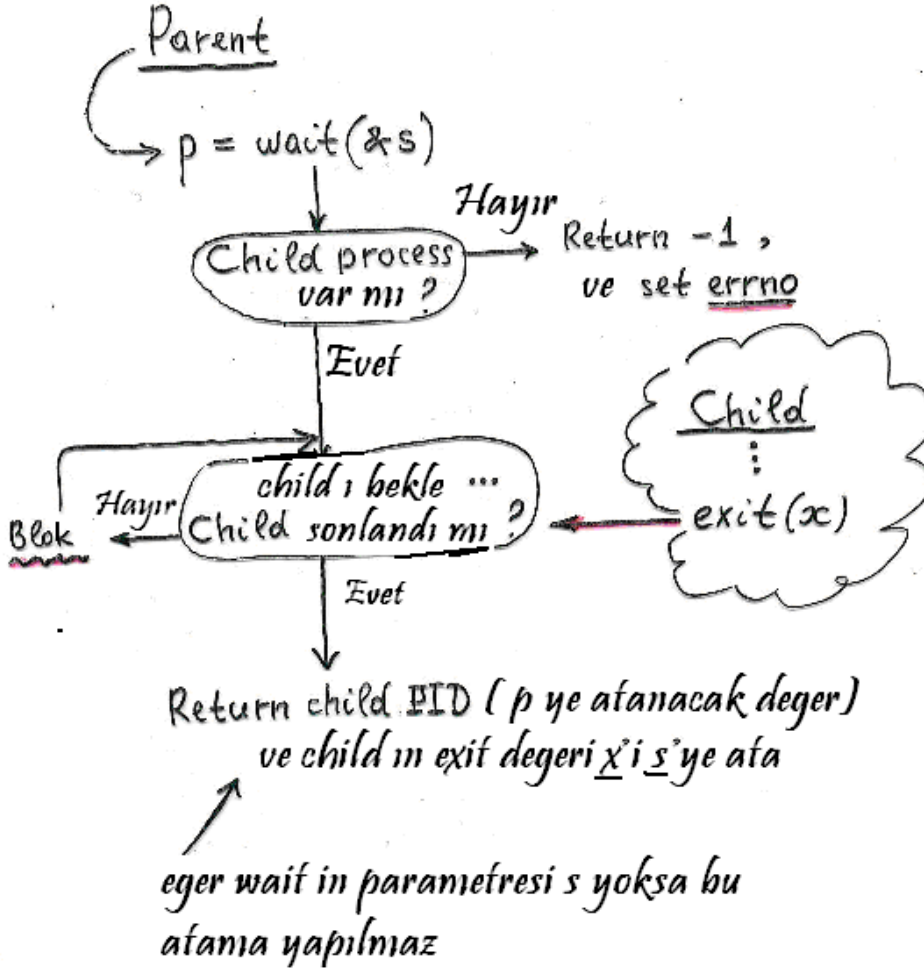 Parent
p = wait(&s)
Hayır
Child process
var mı ?
Return -1 ,
ve set errno
Evet
Child
exit(x)
child ı bekle ...
Child sonlandı mı ?
Hayır
Blok
Evet
Return child PID ( p ye atanacak deger)
ve child ın exit degeri x'i s'ye ata
eger wait in parametresi s yoksa bu
atama yapılmaz